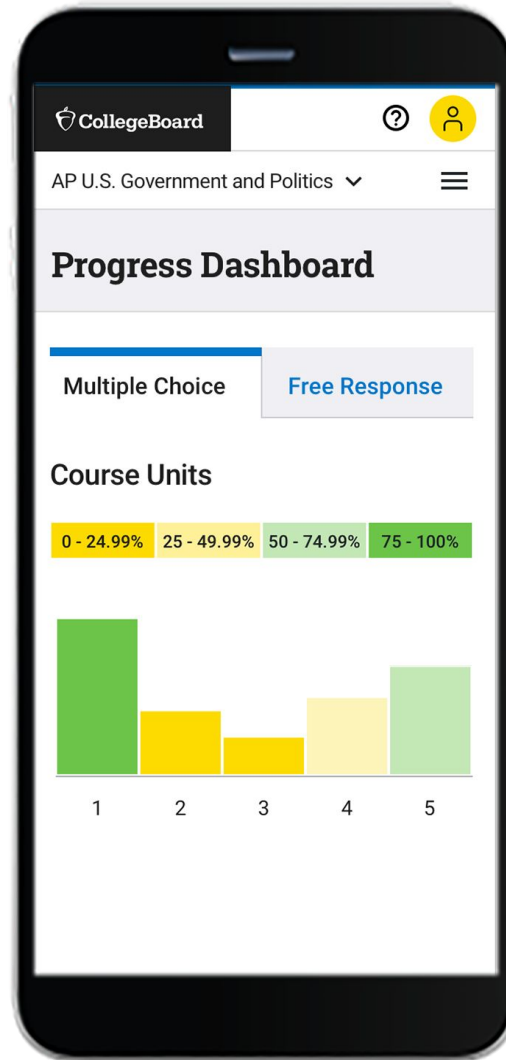 CollegeBoard
AP U.S. Government and Politics
Progress Dashboard
Multiple Choice Free Response
Course Units
0 - 24.99% 25 - 49.99% 50 - 74.99% 75 - 100%
1 2 3 4 5